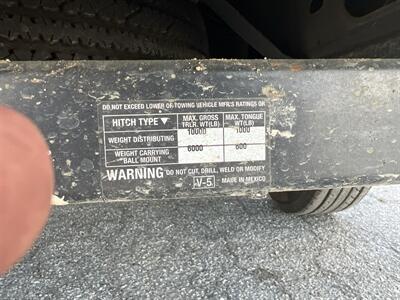 DO NOT EXCEED LOWER OF TOWING VEHICLE MFR'S RATINGS OR
HITCH TYPE ▼ MAX. GROSS TRLR. WT(LB) MAX. TONGUE WT(LB)
WEIGHT DISTRIBUTING 10000 1000
WEIGHT CARRYING BALL MOUNT 6000 600
WARNING DO NOT CUT, DRILL, WELD OR MODIFY
V-5 MADE IN MEXICO